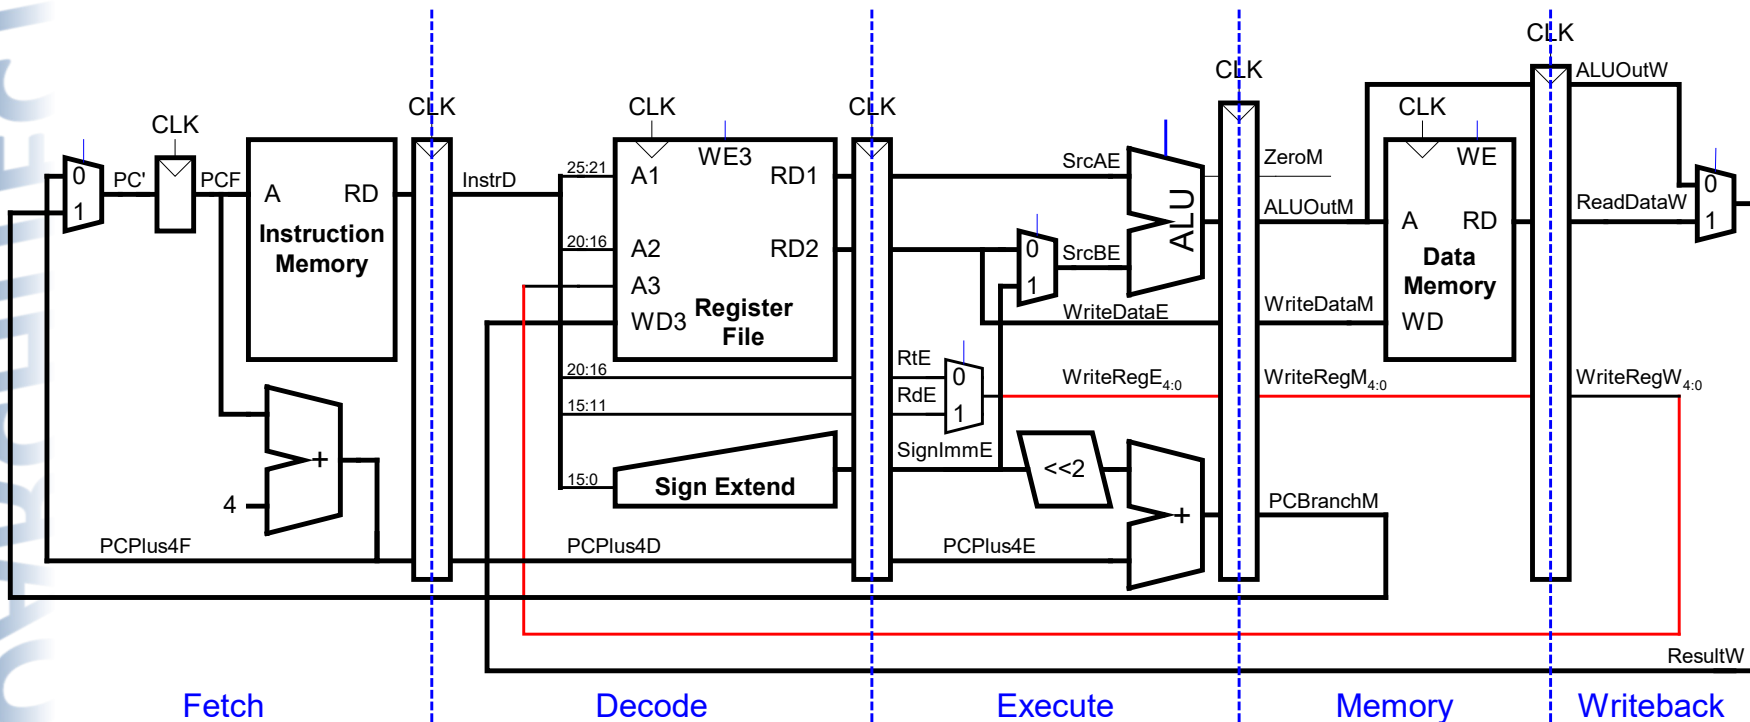 CLK
CLK
CLK
CLK
CLK
CLK
CLK
ALUOutW
0
1
PC'
PCF
A
RD
Instruction
Memory
InstrD
25:21
20:16
A1
A2
A3
WD3
WE3
RD1
RD2
Register
File
SrcAE
0
1
SrcBE
ALU
WriteDataE
ZeroM
ALUOutM
WriteDataM
WE
A
RD
Data
Memory
WD
ReadDataW
0
1
20:16
15:11
RtE
RdE
0
1
WriteRegE4:0
WriteRegM4:0
WriteRegW4:0
SignImmE
15:0
Sign Extend
<<2
+
4
+
PCBranchM
PCPlus4F
PCPlus4D
PCPlus4E
ResultW
Fetch
Decode
Execute
Memory
Writeback